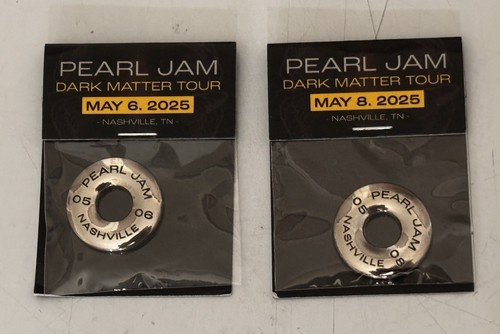 PEARL JAM
DARK MATTER TOUR
MAY 6. 2025
- NASHVILLE, TN -
PEARL JAM
05 06
NASHVILLE
PEARL JAM
DARK MATTER TOUR
MAY 8. 2025
- NASHVILLE, TN -
PEARL JAM
05 08
NASHVILLE